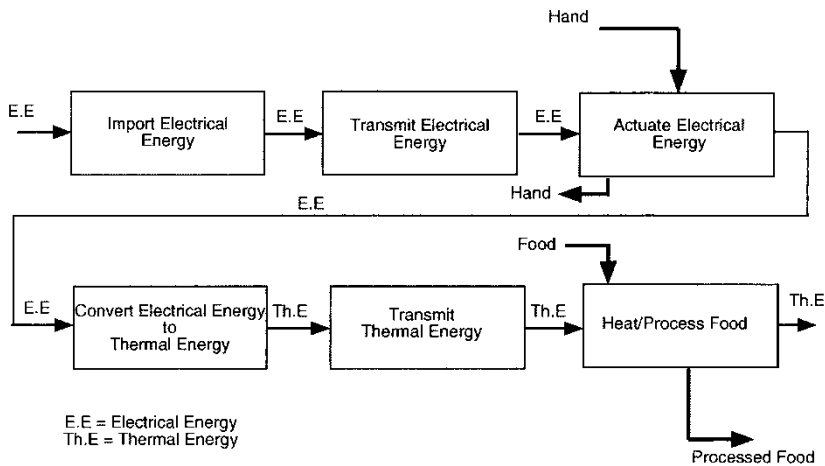 Hand
E.E
Import Electrical
Energy
E.E
Transmit Electrical
Energy
E.E
Actuate Electrical
Energy
Hand
E.E
Food
E.E
Convert Electrical Energy
to
Thermal Energy
Th.E
Transmit
Thermal Energy
Th.E
Heat/Process Food
Th.E
E.E = Electrical Energy
Th.E = Thermal Energy
Processed Food